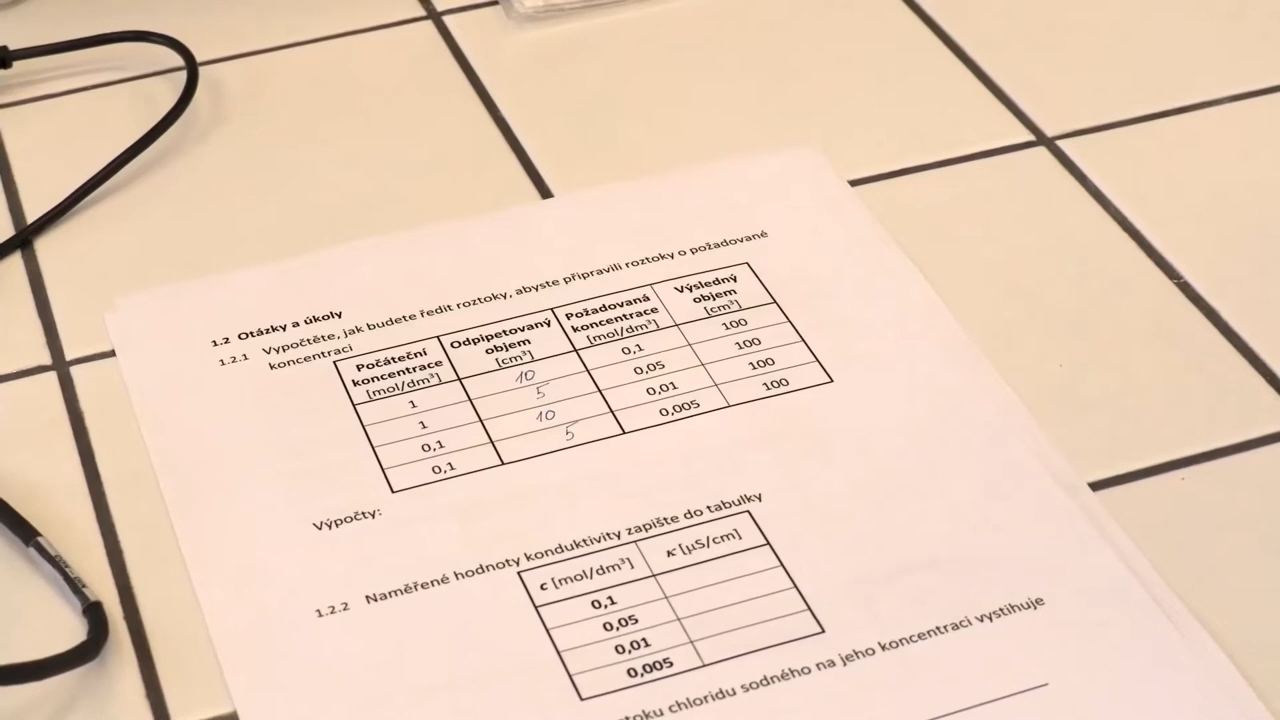 1.2 Otázky a úkoly
1.2.1 Vypočtěte, jak budete ředit roztoky, abyste připravili roztoky o požadované
koncentraci
Počáteční koncentrace [mol/dm³] Odpipetovaný objem [cm³] Požadovaná koncentrace [mol/dm³] Výsledný objem [cm³]
1 10 0,1 100
1 5 0,05 100
0,1 10 0,01 100
0,1 5 0,005 100
Výpočty:
1.2.2 Naměřené hodnoty konduktivity zapište do tabulky
c [mol/dm³] κ [µS/cm]
0,1
0,05
0,01
0,005
chloridu sodného na jeho koncentraci vystihuje